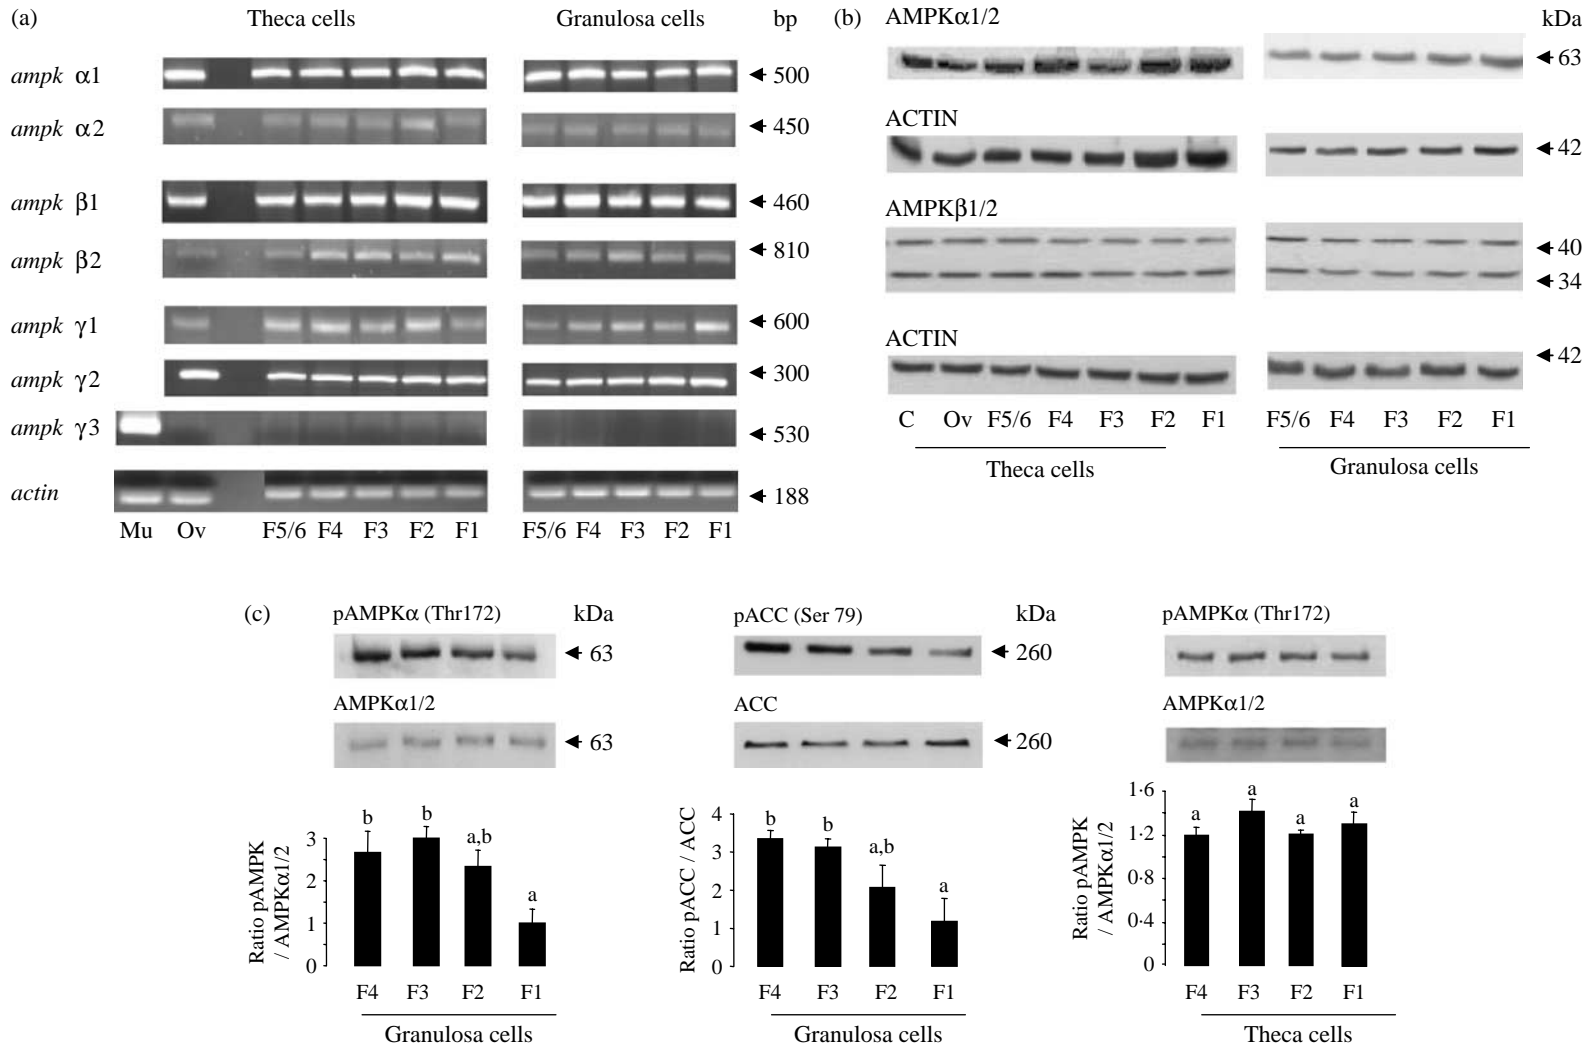 (a) Theca cells Granulosa cells bp
ampk α1 500
ampk α2 450
ampk β1 460
ampk β2 810
ampk γ1 600
ampk γ2 300
ampk γ3 530
actin 188
Mu Ov F5/6 F4 F3 F2 F1 F5/6 F4 F3 F2 F1
(b) AMPKα1/2 kDa
63
ACTIN
42
AMPKβ1/2
40
34
ACTIN
42
C Ov F5/6 F4 F3 F2 F1 F5/6 F4 F3 F2 F1
Theca cells Granulosa cells
(c) pAMPKα (Thr172) kDa
63
AMPKα1/2
63
Ratio pAMPK
/ AMPKα1/2
3
2
1
0
b b a,b a
F4 F3 F2 F1
Granulosa cells
pACC (Ser 79) kDa
260
ACC
260
Ratio pACC / ACC
4
3
2
1
0
b b a,b a
F4 F3 F2 F1
Granulosa cells
pAMPKα (Thr172)
AMPKα1/2
Ratio pAMPK
/ AMPKα1/2
1·6
1·2
0·8
0·4
0
a a a a
F4 F3 F2 F1
Theca cells